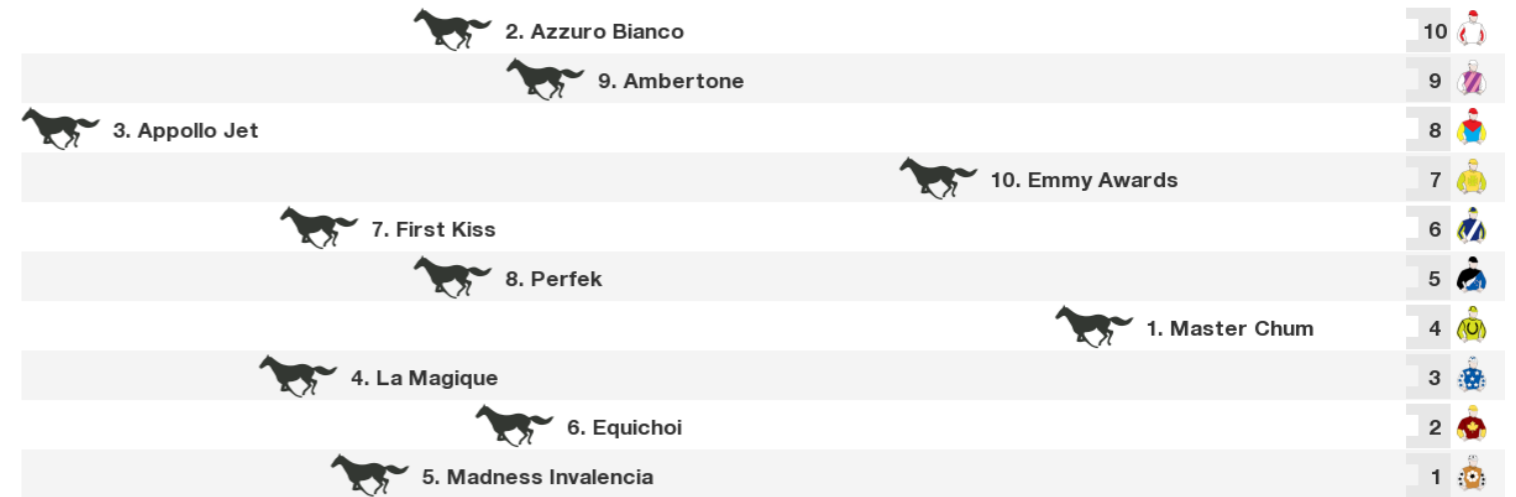 2. Azzuro Bianco 10
9. Ambertone 9
3. Appollo Jet 8
10. Emmy Awards 7
7. First Kiss 6
8. Perfek 5
1. Master Chum 4
4. La Magique 3
6. Equichoi 2
5. Madness Invalencia 1